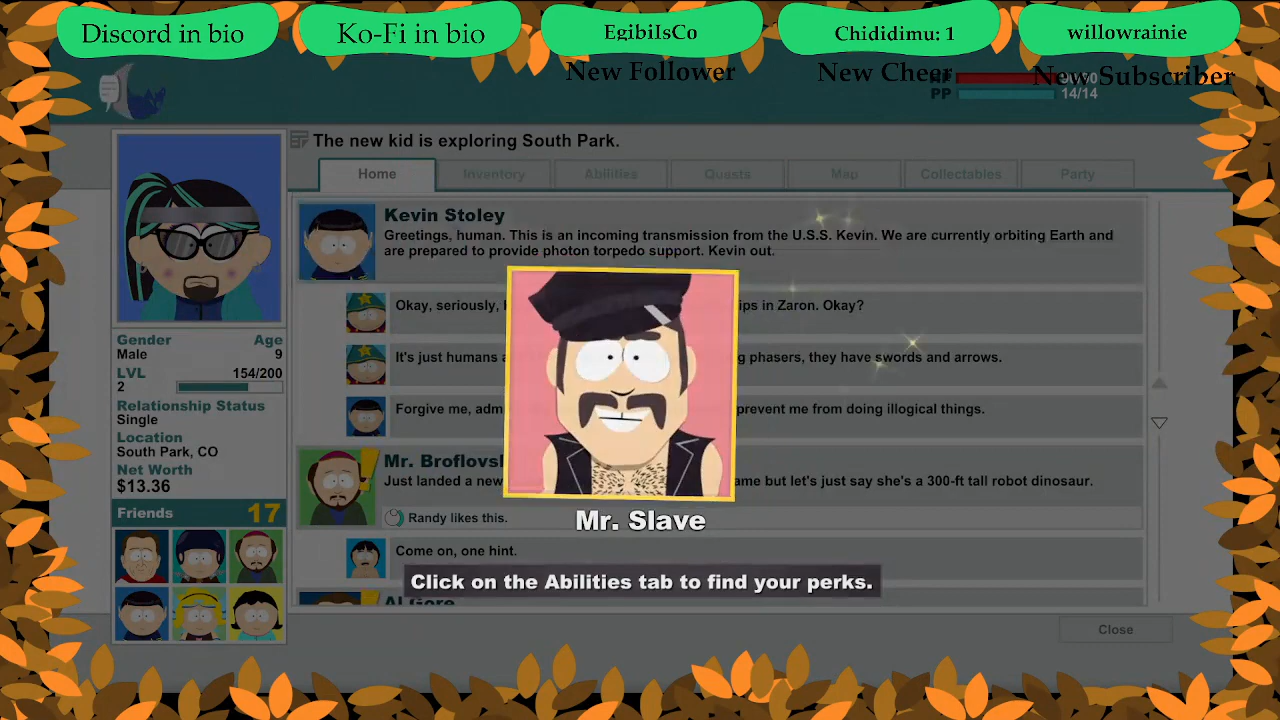 Discord in bio
Ko-Fi in bio
EgibiIsCo
Chididimu: 1
willowrainie
New Follower
New Cheer
New Subscriber
PP 14/14
The new kid is exploring South Park.
Home
Inventory
Abilities
Quests
Map
Collectables
Party
Kevin Stoley
Greetings, human. This is an incoming transmission from the U.S.S. Kevin. We are currently orbiting Earth and
are prepared to provide photon torpedo support. Kevin out.
Okay, seriously,
ips in Zaron. Okay?
It's just humans
g phasers, they have swords and arrows.
Forgive me, adm
prevent me from doing illogical things.
Gender
Age
Male
9
LVL
154/200
2
Relationship Status
Single
Location
South Park, CO
Net Worth
$13.36
Friends
17
Mr. Broflovs
Just landed a new
ame but let's just say she's a 300-ft tall robot dinosaur.
Randy likes this.
Mr. Slave
Come on, one hint.
Click on the Abilities tab to find your perks.
Al Gore
Close